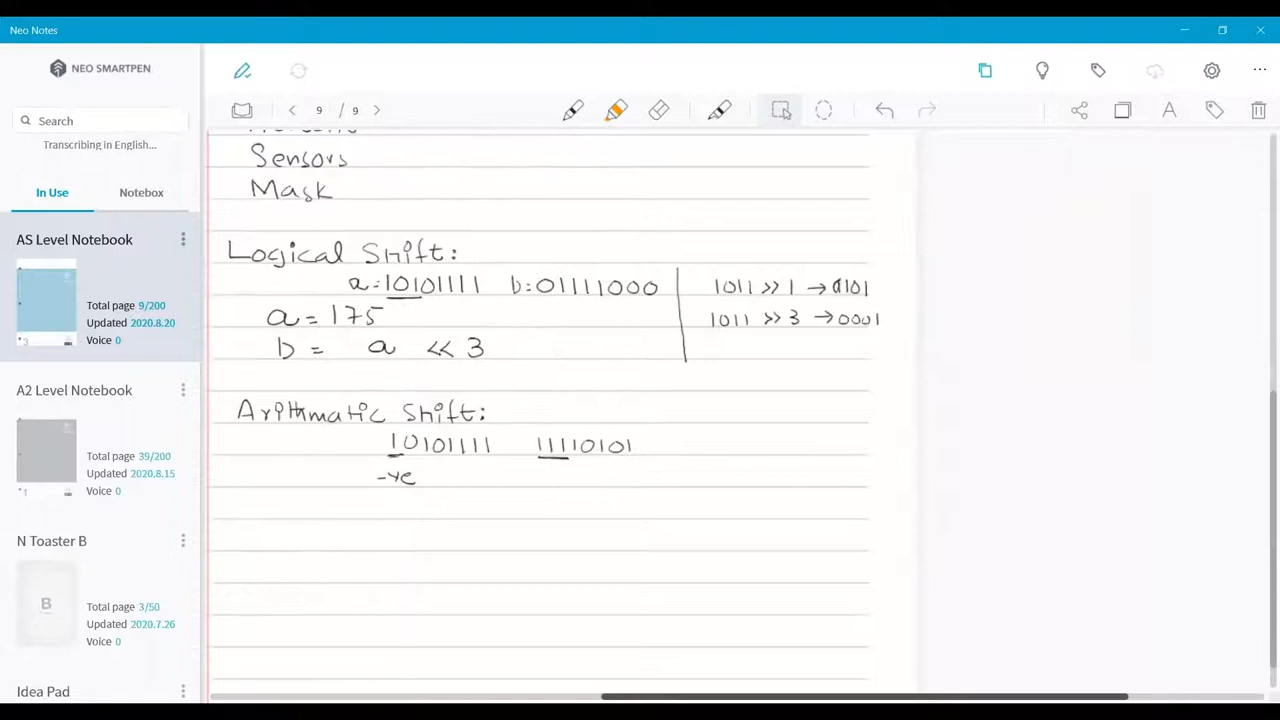 Neo Notes
NEO SMARTPEN
Search
Transcribing in English...
In Use
Notebox
AS Level Notebook
Total page 9/200
Updated 2020.8.20
Voice 0
A2 Level Notebook
Total page 39/200
Updated 2020.8.15
Voice 0
N Toaster B
B
Total page 3/50
Updated 2020.7.26
Voice 0
Idea Pad
9 / 9
A
Sensors
Mask
Logical Shift:
a=10101111 b:01111000
a = 175
b = a << 3
1011 >> 1 → 0101
1011 >> 3 → 0001
Arithmatic Shift:
10101111 11110101
-ve